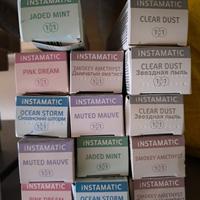 INSTAMATIC
JADED MINT
INSTAMATIC
CLEAR DUST
INSTAMATIC
PINK DREAM
INSTAMATIC
SMOKEY AMETHYST
INSTAMATIC
CLEAR DUST
Звездная пыль
INSTAMATIC
OCEAN STORM
Океанский шторм
INSTAMATIC
MUTED MAUVE
INSTAMATIC
CLEAR DUST
Звездная пыль
INSTAMATIC
MUTED MAUVE
INSTAMATIC
JADED MINT
INSTAMATIC
SMOKEY AMETHYST
INSTAMATIC
PINK DREAM
INSTAMATIC
OCEAN STORM
INSTAMATIC
SMOKEY AMETHYST